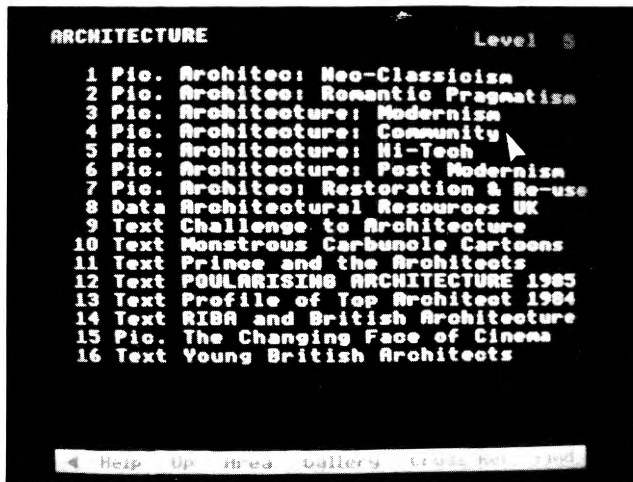 ARCHITECTURE Level 5
1 Pic. Architec: Neo-Classicism
2 Pic. Architec: Romantic Pragmatism
3 Pic. Architecture: Modernism
4 Pic. Architecture: Community
5 Pic. Architecture: Hi-Tech
6 Pic. Architecture: Post Modernism
7 Pic. Architec: Restoration & Re-use
8 Data Architectural Resources UK
9 Text Challenge to Architecture
10 Text Monstrous Carbuncle Cartoons
11 Text Prince and the Architects
12 Text POULARISING ARCHITECTURE 1985
13 Text Profile of Top Architect 1984
14 Text RIBA and British Architecture
15 Pic. The Changing Face of Cinema
16 Text Young British Architects
Help Up Area Gallery Cross Ref Find